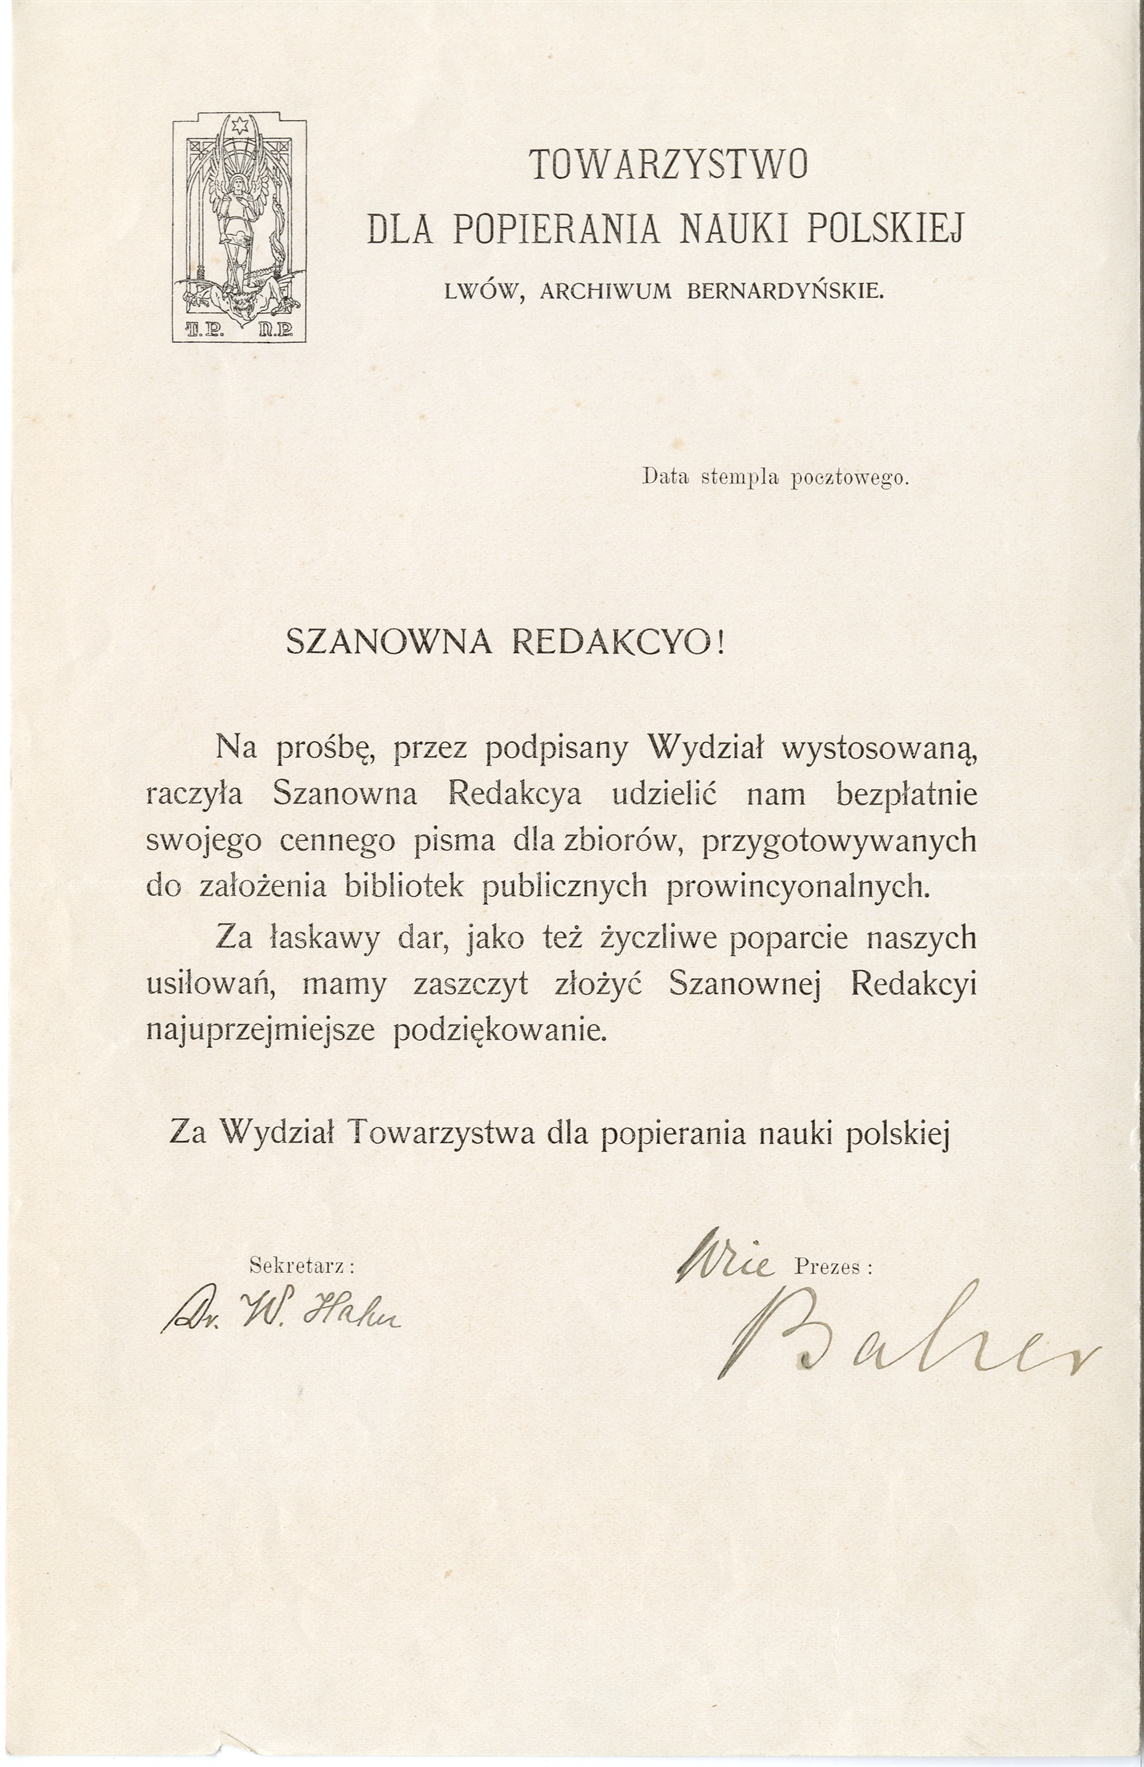 TOWARZYSTWO
DLA POPIERANIA NAUKI POLSKIEJ
LWÓW, ARCHIWUM BERNARDYŃSKIE.
T.P. N.P.
Data stempla pocztowego.
SZANOWNA REDAKCYO!
Na prośbę, przez podpisany Wydział wystosowaną,
raczyła Szanowna Redakcya udzielić nam bezpłatnie
swojego cennego pisma dla zbiorów, przygotowywanych
do założenia bibliotek publicznych prowincyonalnych.
Za łaskawy dar, jako też życzliwe poparcie naszych
usiłowań, mamy zaszczyt złożyć Szanownej Redakcyi
najuprzejmiejsze podziękowanie.
Za Wydział Towarzystwa dla popierania nauki polskiej
Sekretarz:
Dr. W. Hahn
Wice Prezes:
Balzer